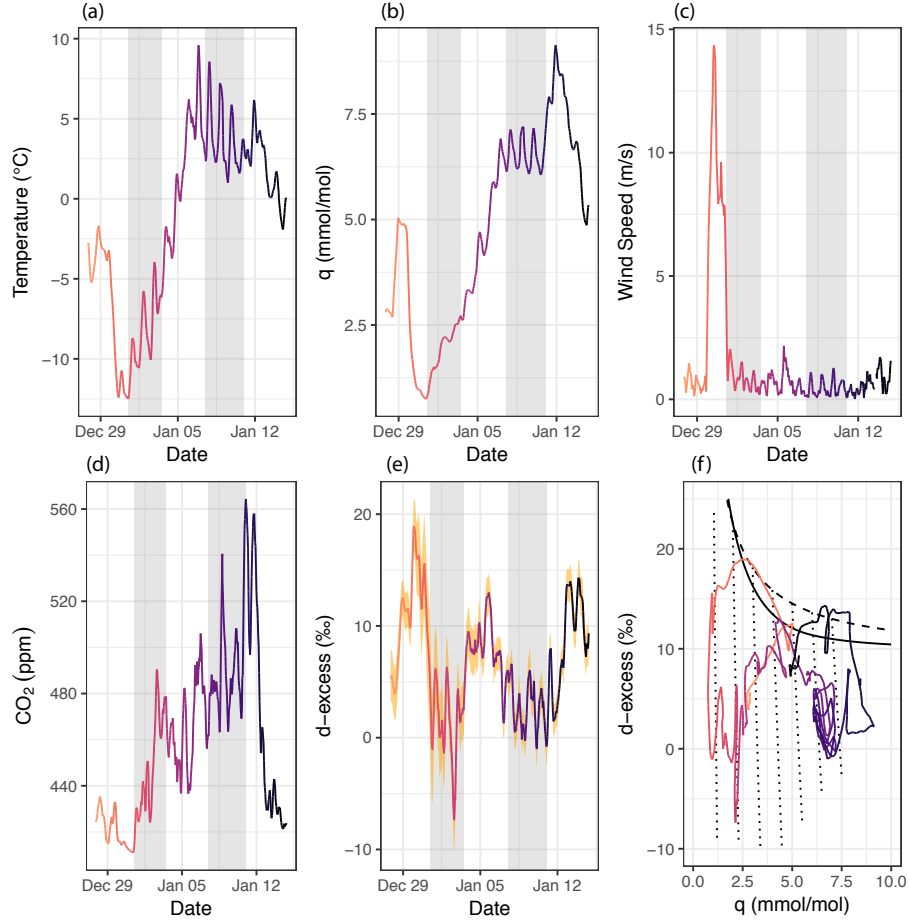 (a)
(b)
(c)
10
5
0
−5
−10
Temperature (°C)
Dec 29
Jan 05
Jan 12
Date
7.5
5.0
2.5
q (mmol/mol)
Dec 29
Jan 05
Jan 12
Date
15
10
5
0
Wind Speed (m/s)
Dec 29
Jan 05
Jan 12
Date
(d)
(e)
(f)
560
520
480
440
CO₂ (ppm)
Dec 29
Jan 05
Jan 12
Date
20
10
0
−10
d−excess (‰)
Dec 29
Jan 05
Jan 12
Date
20
10
0
−10
d−excess (‰)
0.0
2.5
5.0
7.5
10.0
q (mmol/mol)